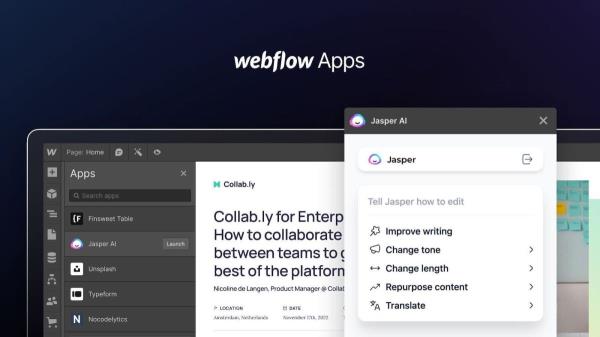 webflow Apps
W Page: Home
Apps
Search apps
Finsweet Table
Jasper AI Launch
Unsplash
Typeform
N Nocodelytics
Collab.ly
Collab.ly for Enterp
How to collaborate
between teams to g
best of the platform
Nicoline de Langen, Product Manager @ Collab
LOCATION DATE
Amsterdam, Netherlands November 17th, 2022
Jasper AI
Jasper
Tell Jasper how to edit
Improve writing
Change tone
Change length
Repurpose content
Translate